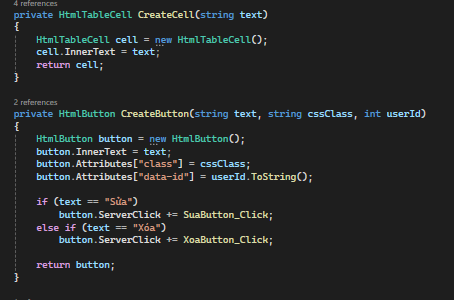 4 references
private HtmlTableCell CreateCell(string text)
{
HtmlTableCell cell = new HtmlTableCell();
cell.InnerText = text;
return cell;
}
2 references
private HtmlButton CreateButton(string text, string cssClass, int userId)
{
HtmlButton button = new HtmlButton();
button.InnerText = text;
button.Attributes["class"] = cssClass;
button.Attributes["data-id"] = userId.ToString();
if (text == "Sửa")
button.ServerClick += SuaButton_Click;
else if (text == "Xóa")
button.ServerClick += XoaButton_Click;
return button;
}